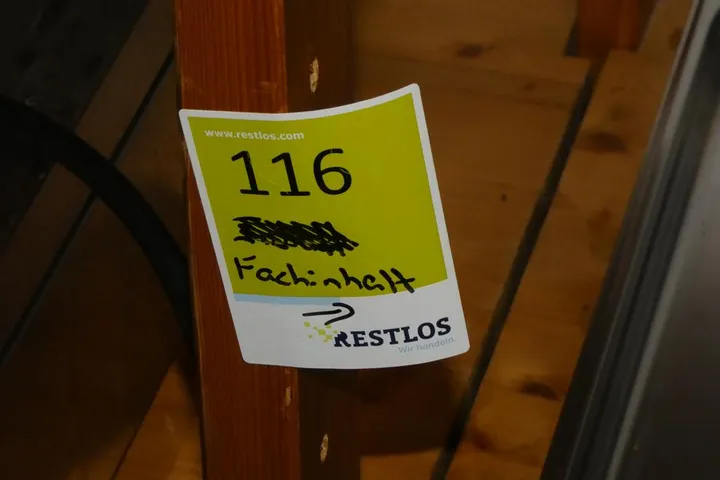 www.restlos.com
116
Fachinhalt
→
RESTLOS
Wir handeln.